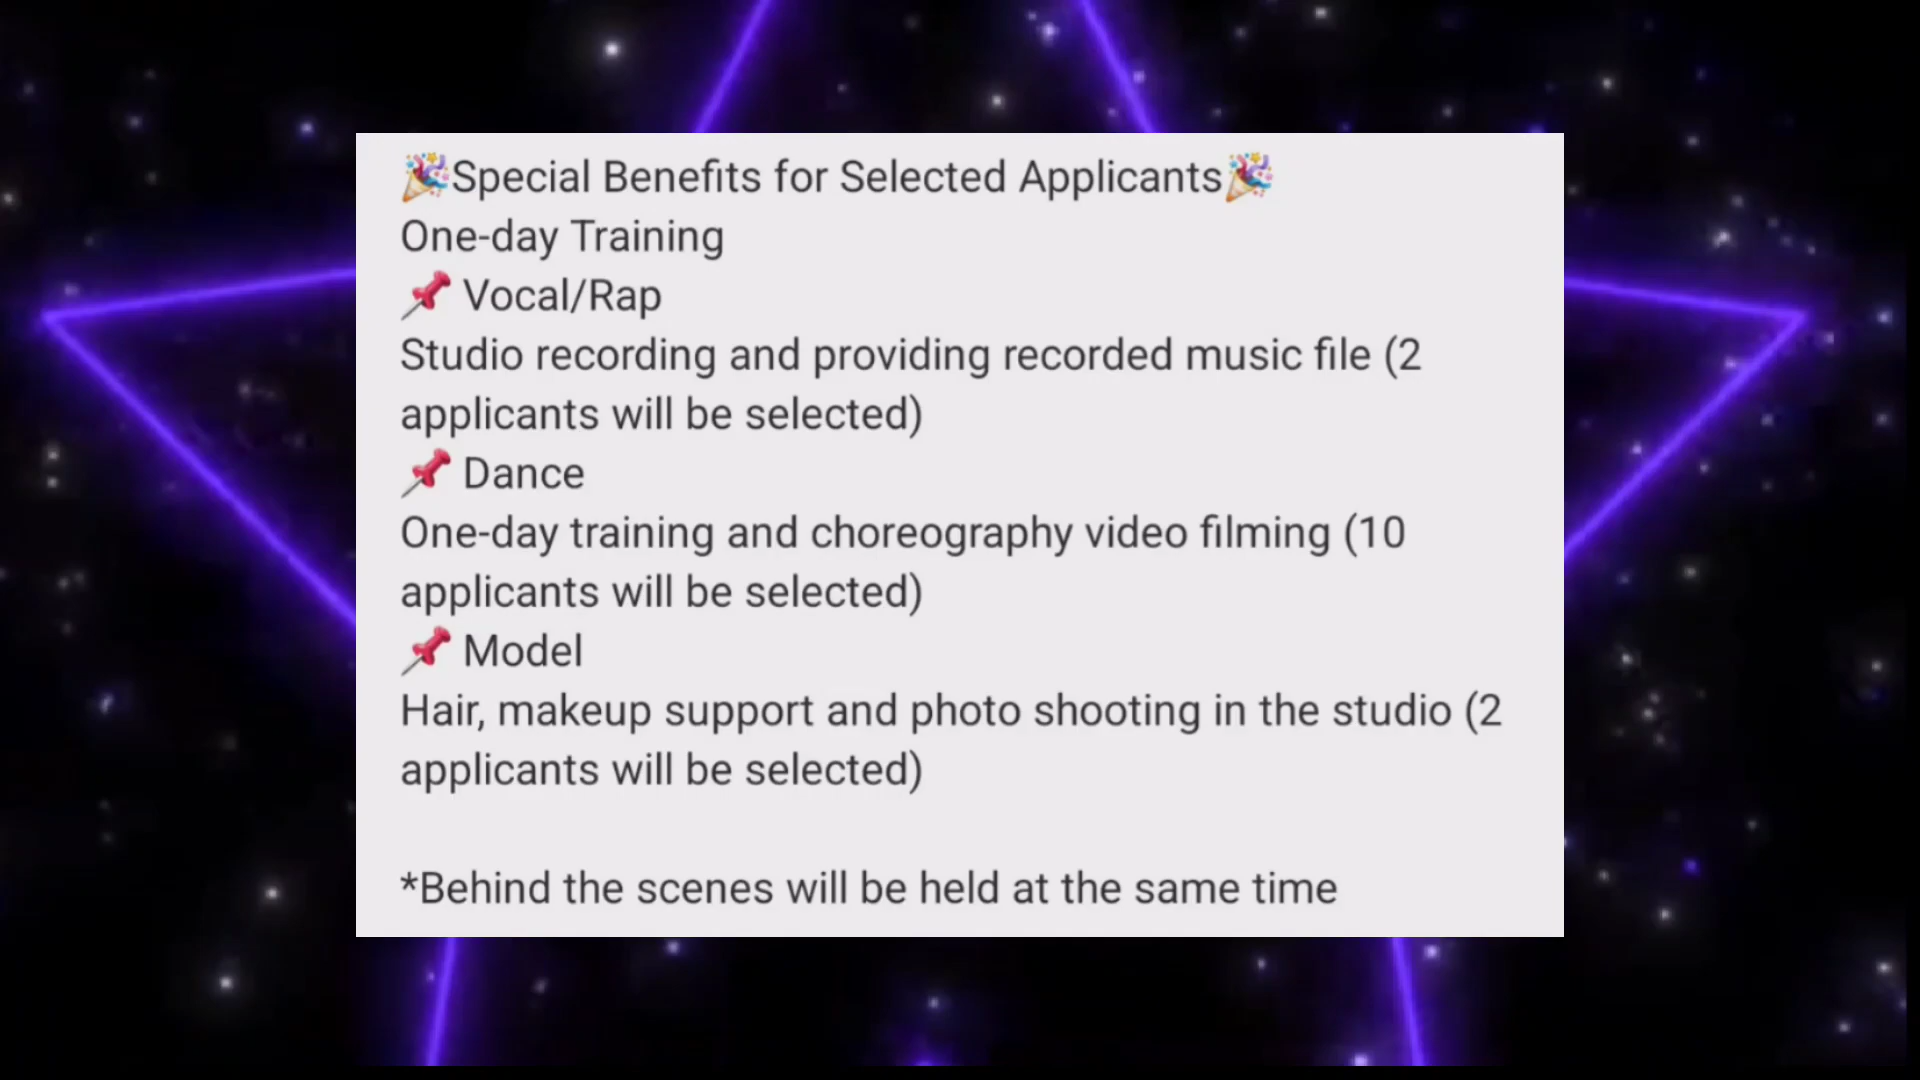 🎉Special Benefits for Selected Applicants🎉
One-day Training
📌 Vocal/Rap
Studio recording and providing recorded music file (2
applicants will be selected)
📌 Dance
One-day training and choreography video filming (10
applicants will be selected)
📌 Model
Hair, makeup support and photo shooting in the studio (2
applicants will be selected)
*Behind the scenes will be held at the same time